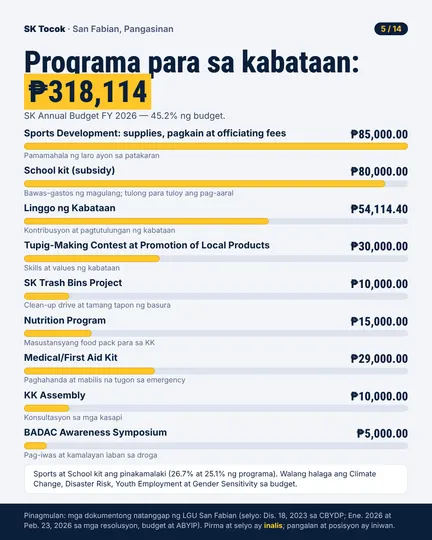 SK Tocok · San Fabian, Pangasinan
5 / 14
Programa para sa kabataan:
₱318,114
SK Annual Budget FY 2026 — 45.2% ng budget.
Sports Development: supplies, pagkain at officiating fees ₱85,000.00
Pamamahala ng laro ayon sa patakaran
School kit (subsidy) ₱80,000.00
Bawas-gastos ng magulang; tulong para tuloy ang pag-aaral
Linggo ng Kabataan ₱54,114.40
Kontribusyon at pagtutulungan ng kabataan
Tupig-Making Contest at Promotion of Local Products ₱30,000.00
Skills at values ng kabataan
SK Trash Bins Project ₱10,000.00
Clean-up drive at tamang tapon ng basura
Nutrition Program ₱15,000.00
Masustansyang food pack para sa KK
Medical/First Aid Kit ₱29,000.00
Paghahanda at mabilis na tugon sa emergency
KK Assembly ₱10,000.00
Konsultasyon sa mga kasapi
BADAC Awareness Symposium ₱5,000.00
Pag-iwas at kamalayan laban sa droga
Sports at School kit ang pinakamalaki (26.7% at 25.1% ng programa). Walang halaga ang Climate
Change, Disaster Risk, Youth Employment at Gender Sensitivity sa budget.
Pinagmulan: mga dokumentong natanggap ng LGU San Fabian (selyo: Dis. 18, 2023 sa CBYDP; Ene. 2026 at
Peb. 23, 2026 sa mga resolusyon, budget at ABYIP). Pirma at selyo ay inalis; pangalan at posisyon ay iniwan.